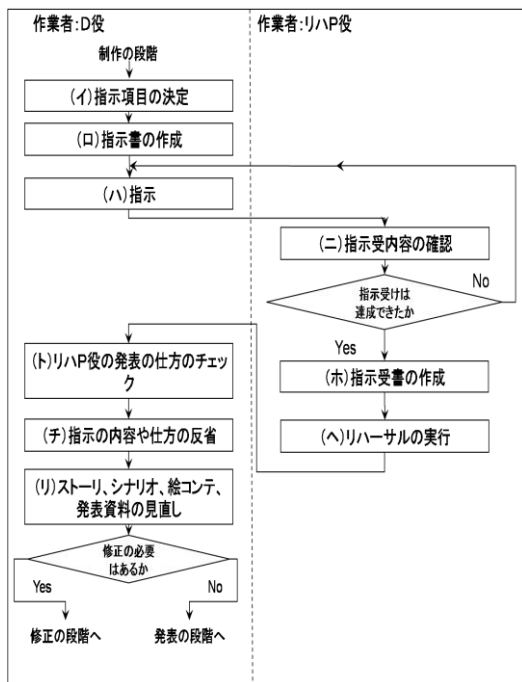 作業者:D役
作業者:リハP役
制作の段階
(イ)指示項目の決定
(ロ)指示書の作成
(ハ)指示
(ニ)指示受内容の確認
指示受けは
達成できたか
No
Yes
(ホ)指示受書の作成
(ヘ)リハーサルの実行
(ト)リハP役の発表の仕方のチェッ
ク
(チ)指示の内容や仕方の反省
(リ)ストーリ、シナリオ、絵コンテ、
発表資料の見直し
修正の必要
はあるか
Yes
No
修正の段階へ
発表の段階へ